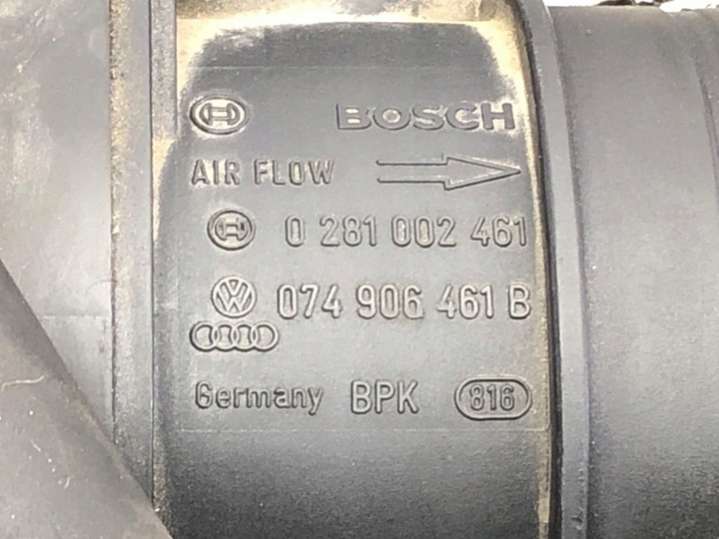 BOSCH
AIR FLOW
0 281 002 461
074 906 461 B
Germany BPK 816